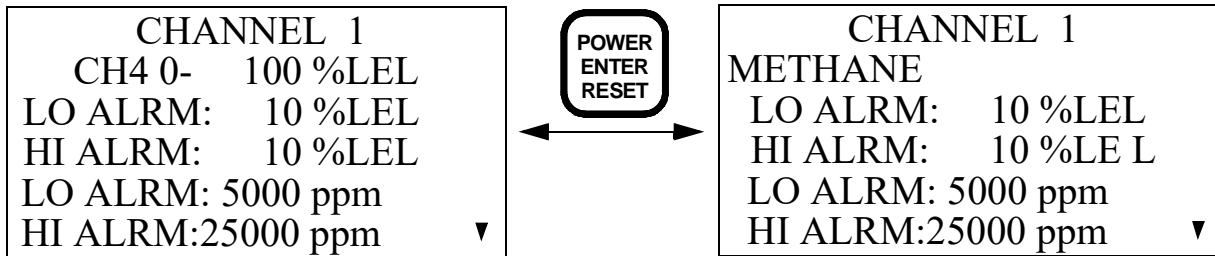 CHANNEL 1
CH4 0- 100 %LEL
LO ALRM: 10 %LEL
HI ALRM: 10 %LEL
LO ALRM: 5000 ppm
HI ALRM:25000 ppm
POWER
ENTER
RESET
CHANNEL 1
METHANE
LO ALRM: 10 %LEL
HI ALRM: 10 %LE L
LO ALRM: 5000 ppm
HI ALRM:25000 ppm